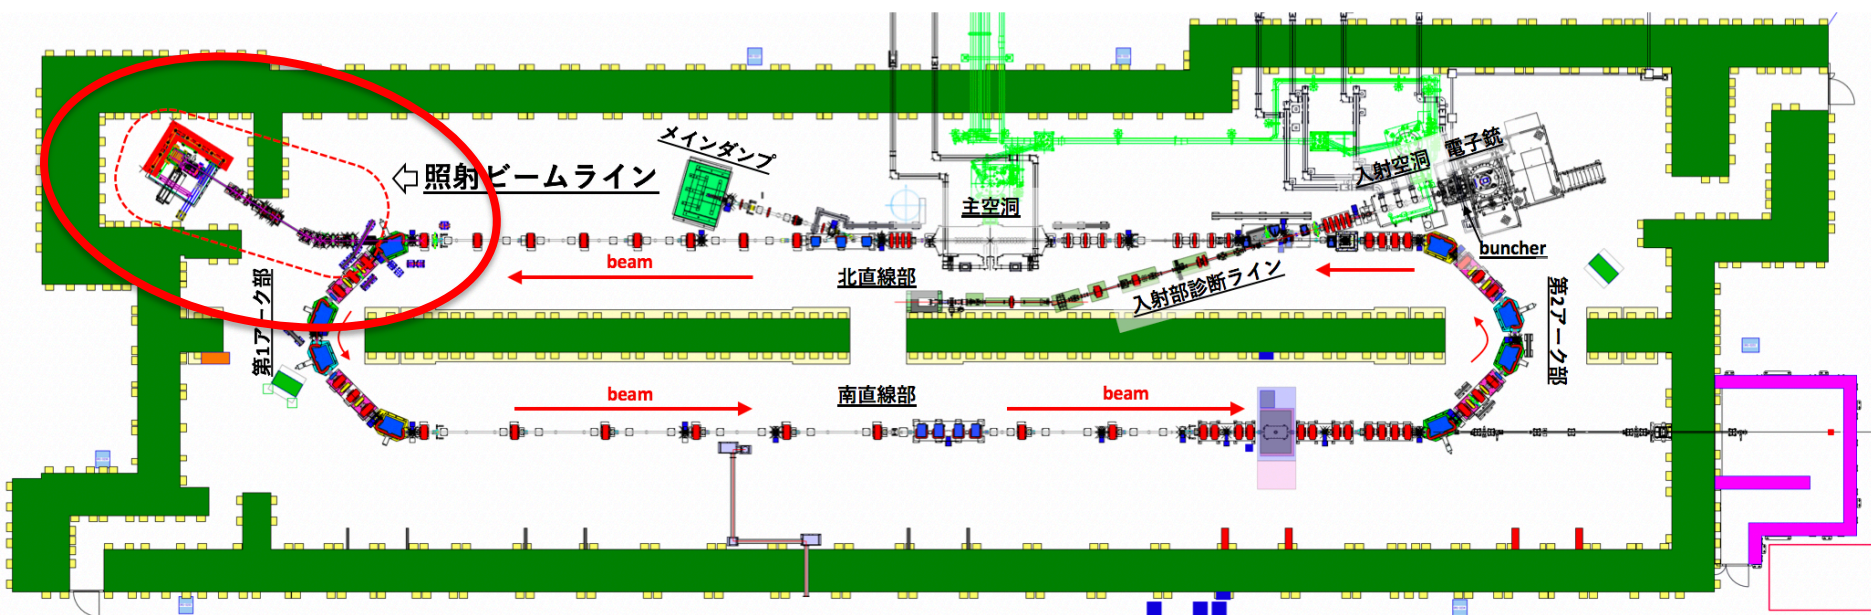 メインダンプ
電子銃
入射空洞
照射ビームライン
主空洞
buncher
beam
北直線部
入射部診断ライン
第1アーク部
第2アーク部
南直線部
beam
beam